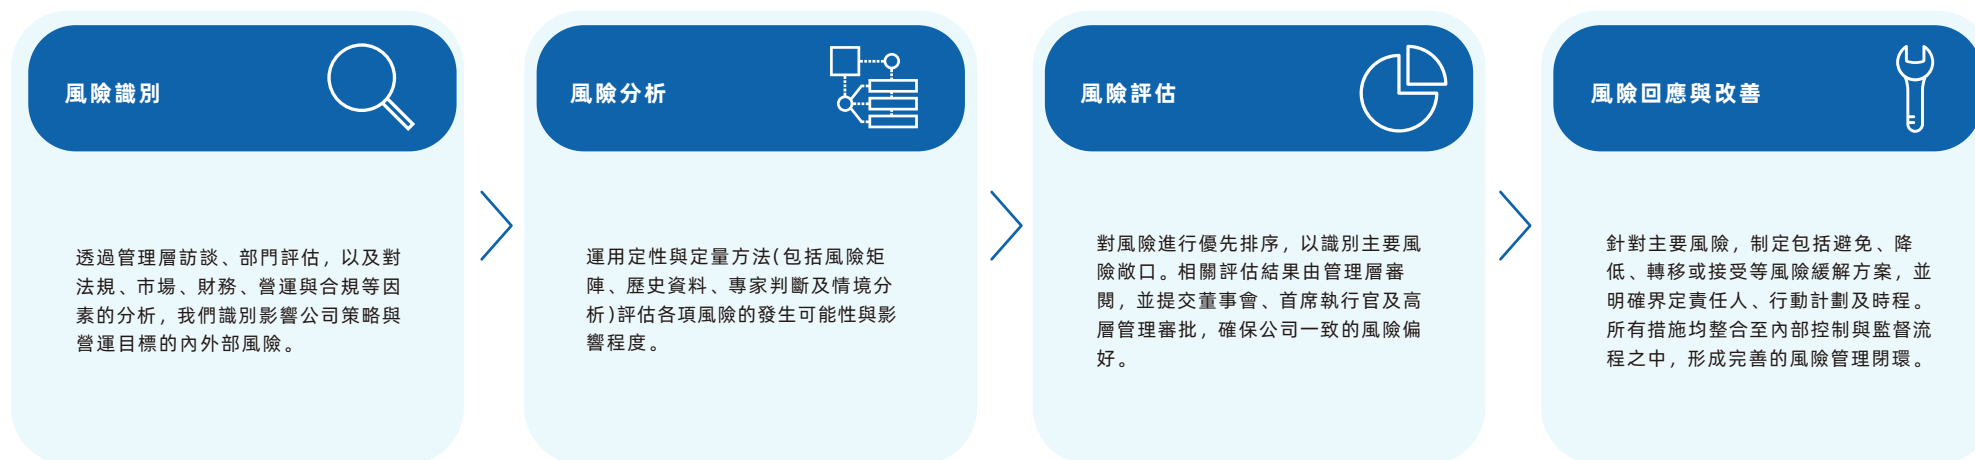 風險識別
透過管理層訪談、部門評估，以及對
法規、市場、財務、營運與合規等因
素的分析，我們識別影響公司策略與
營運目標的內外部風險。
風險分析
運用定性與定量方法(包括風險矩
陣、歷史資料、專家判斷及情境分
析)評估各項風險的發生可能性與影
響程度。
風險評估
對風險進行優先排序，以識別主要風
險敞口。相關評估結果由管理層審
閱，並提交董事會、首席執行官及高
層管理審批，確保公司一致的風險偏
好。
風險回應與改善
針對主要風險，制定包括避免、降
低、轉移或接受等風險緩解方案，並
明確界定責任人、行動計劃及時程。
所有措施均整合至內部控制與監督流
程之中，形成完善的風險管理閉環。